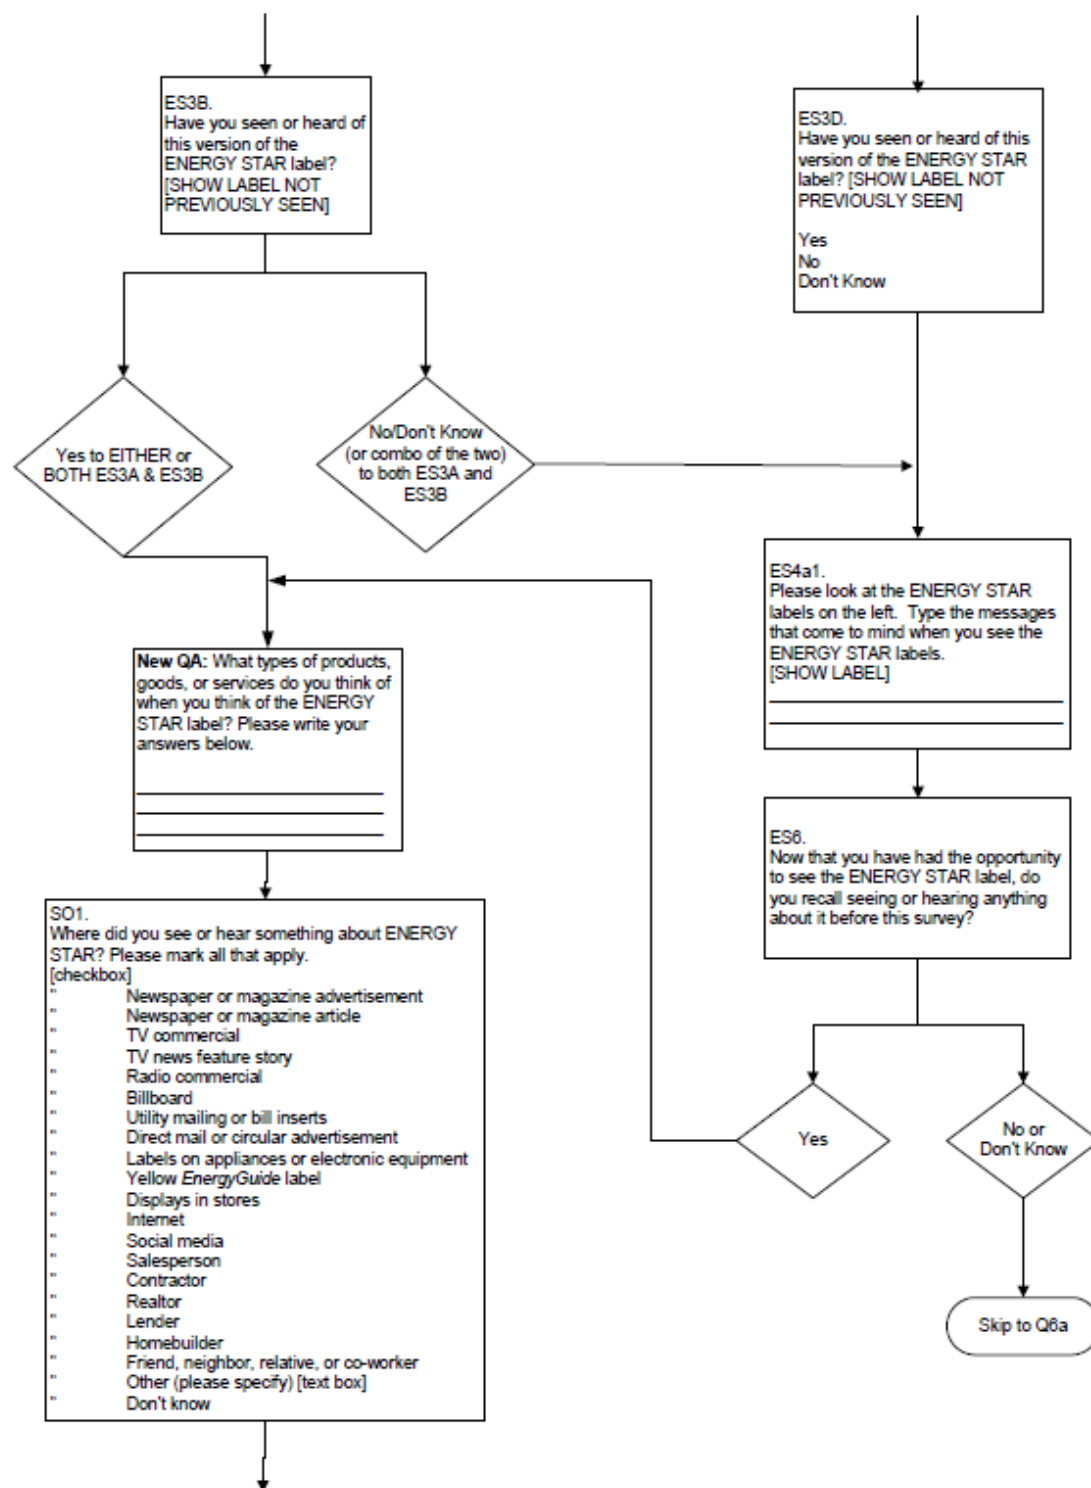 ES3B.
Have you seen or heard of
this version of the
ENERGY STAR label?
[SHOW LABEL NOT
PREVIOUSLY SEEN]
ES3D.
Have you seen or heard of this
version of the ENERGY STAR
label? [SHOW LABEL NOT
PREVIOUSLY SEEN]
Yes
No
Don't Know
Yes to EITHER or
BOTH ES3A & ES3B
No/Don't Know
(or combo of the two)
to both ES3A and
ES3B
ES4a1.
Please look at the ENERGY STAR
labels on the left. Type the messages
that come to mind when you see the
ENERGY STAR labels.
[SHOW LABEL]
New QA: What types of products,
goods, or services do you think of
when you think of the ENERGY
STAR label? Please write your
answers below.
ES6.
Now that you have had the opportunity
to see the ENERGY STAR label, do
you recall seeing or hearing anything
about it before this survey?
SO1.
Where did you see or hear something about ENERGY
STAR? Please mark all that apply.
[checkbox]
" Newspaper or magazine advertisement
" Newspaper or magazine article
" TV commercial
" TV news feature story
" Radio commercial
" Billboard
" Utility mailing or bill inserts
" Direct mail or circular advertisement
" Labels on appliances or electronic equipment
" Yellow EnergyGuide label
" Displays in stores
" Internet
" Social media
" Salesperson
" Contractor
" Realtor
" Lender
" Homebuilder
" Friend, neighbor, relative, or co-worker
" Other (please specify) [text box]
" Don't know
Yes
No or
Don't Know
Skip to Q6a